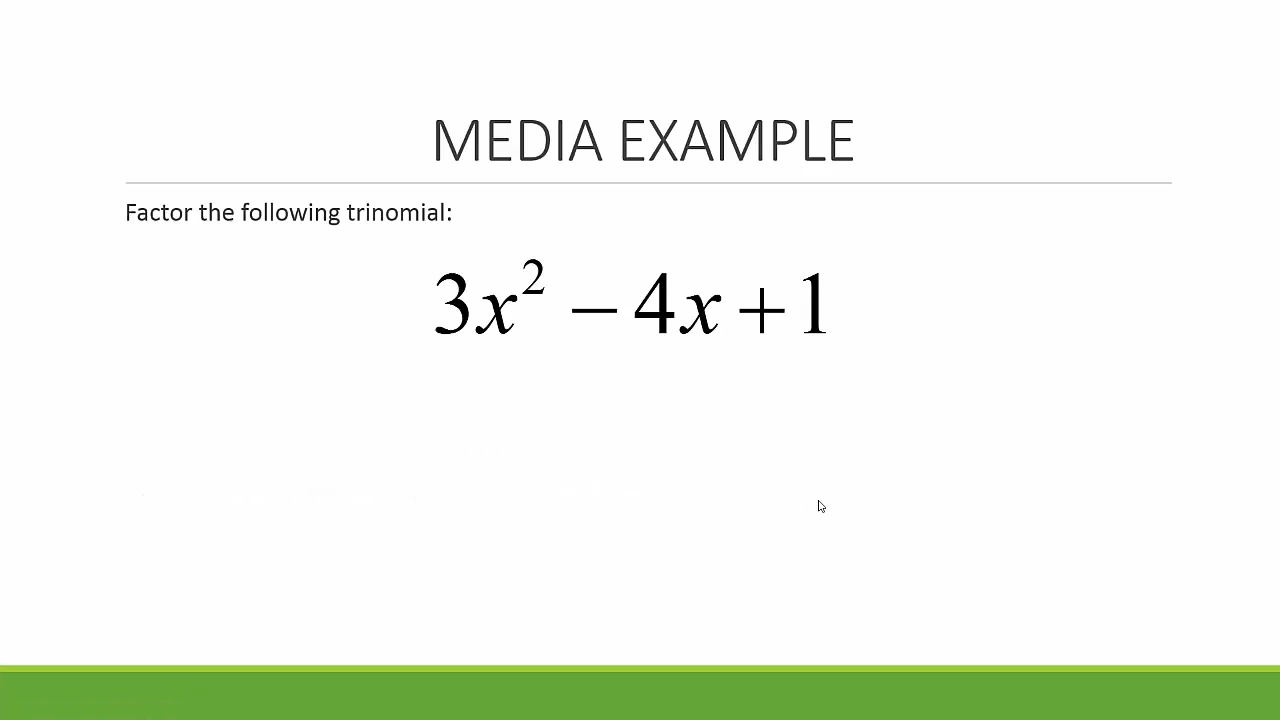 MEDIA EXAMPLE
Factor the following trinomial:
3x² − 4x + 1